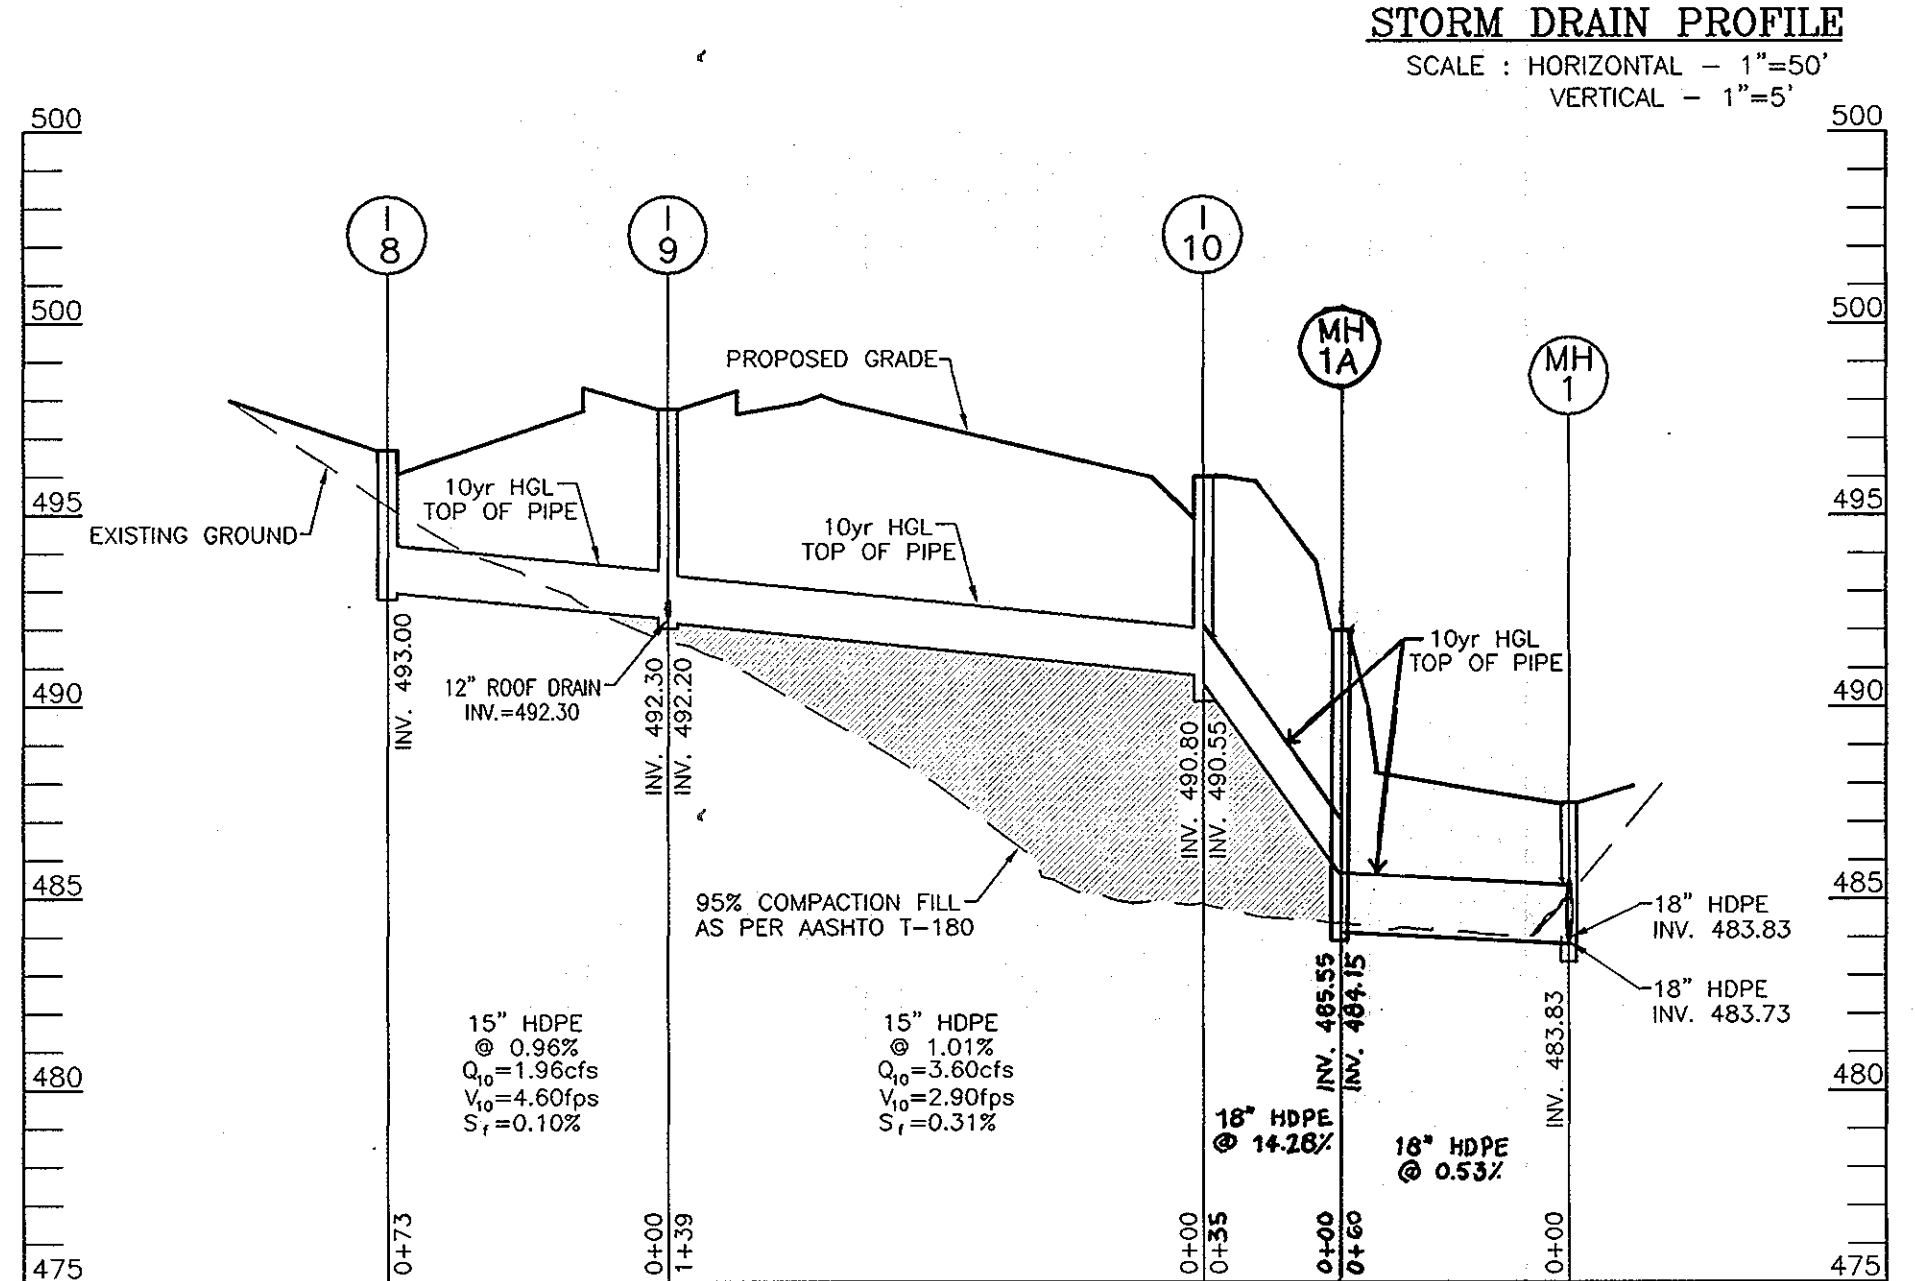 STORM DRAIN PROFILE
SCALE : HORIZONTAL – 1"=50'
VERTICAL – 1"=5'
500
500
I
8
I
9
I
10
500
500
MH
1A
MH
1
PROPOSED GRADE
10yr HGL
TOP OF PIPE
495
495
EXISTING GROUND
10yr HGL
TOP OF PIPE
10yr HGL
TOP OF PIPE
INV. 493.00
12" ROOF DRAIN
INV.=492.30
INV. 492.30
INV. 492.20
490
490
INV. 490.80
INV. 490.55
485
485
95% COMPACTION FILL
AS PER AASHTO T–180
18" HDPE
INV. 483.83
18" HDPE
INV. 483.73
INV. 485.55
INV. 484.15
INV. 483.83
15" HDPE
@ 0.96%
Q10=1.96cfs
V10=4.60fps
Sf=0.10%
15" HDPE
@ 1.01%
Q10=3.60cfs
V10=2.90fps
Sf=0.31%
480
480
18" HDPE
@ 14.28%
18" HDPE
@ 0.53%
0+73
0+00
1+39
0+00
0+35
0+00
0+60
0+00
475
475